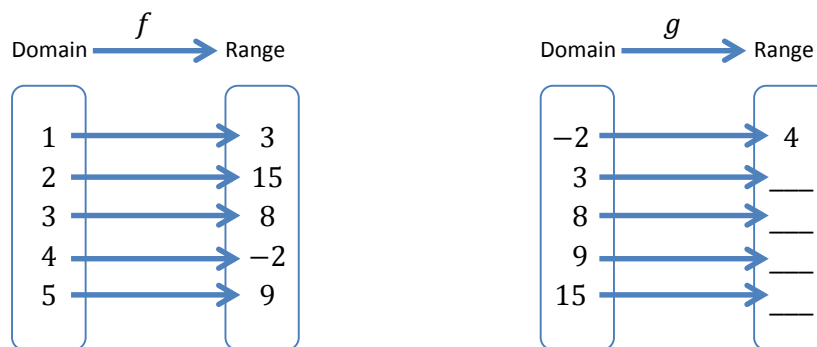 f
Domain Range
1 3
2 15
3 8
4 −2
5 9
g
Domain Range
−2 4
3 ___
8 ___
9 ___
15 ___